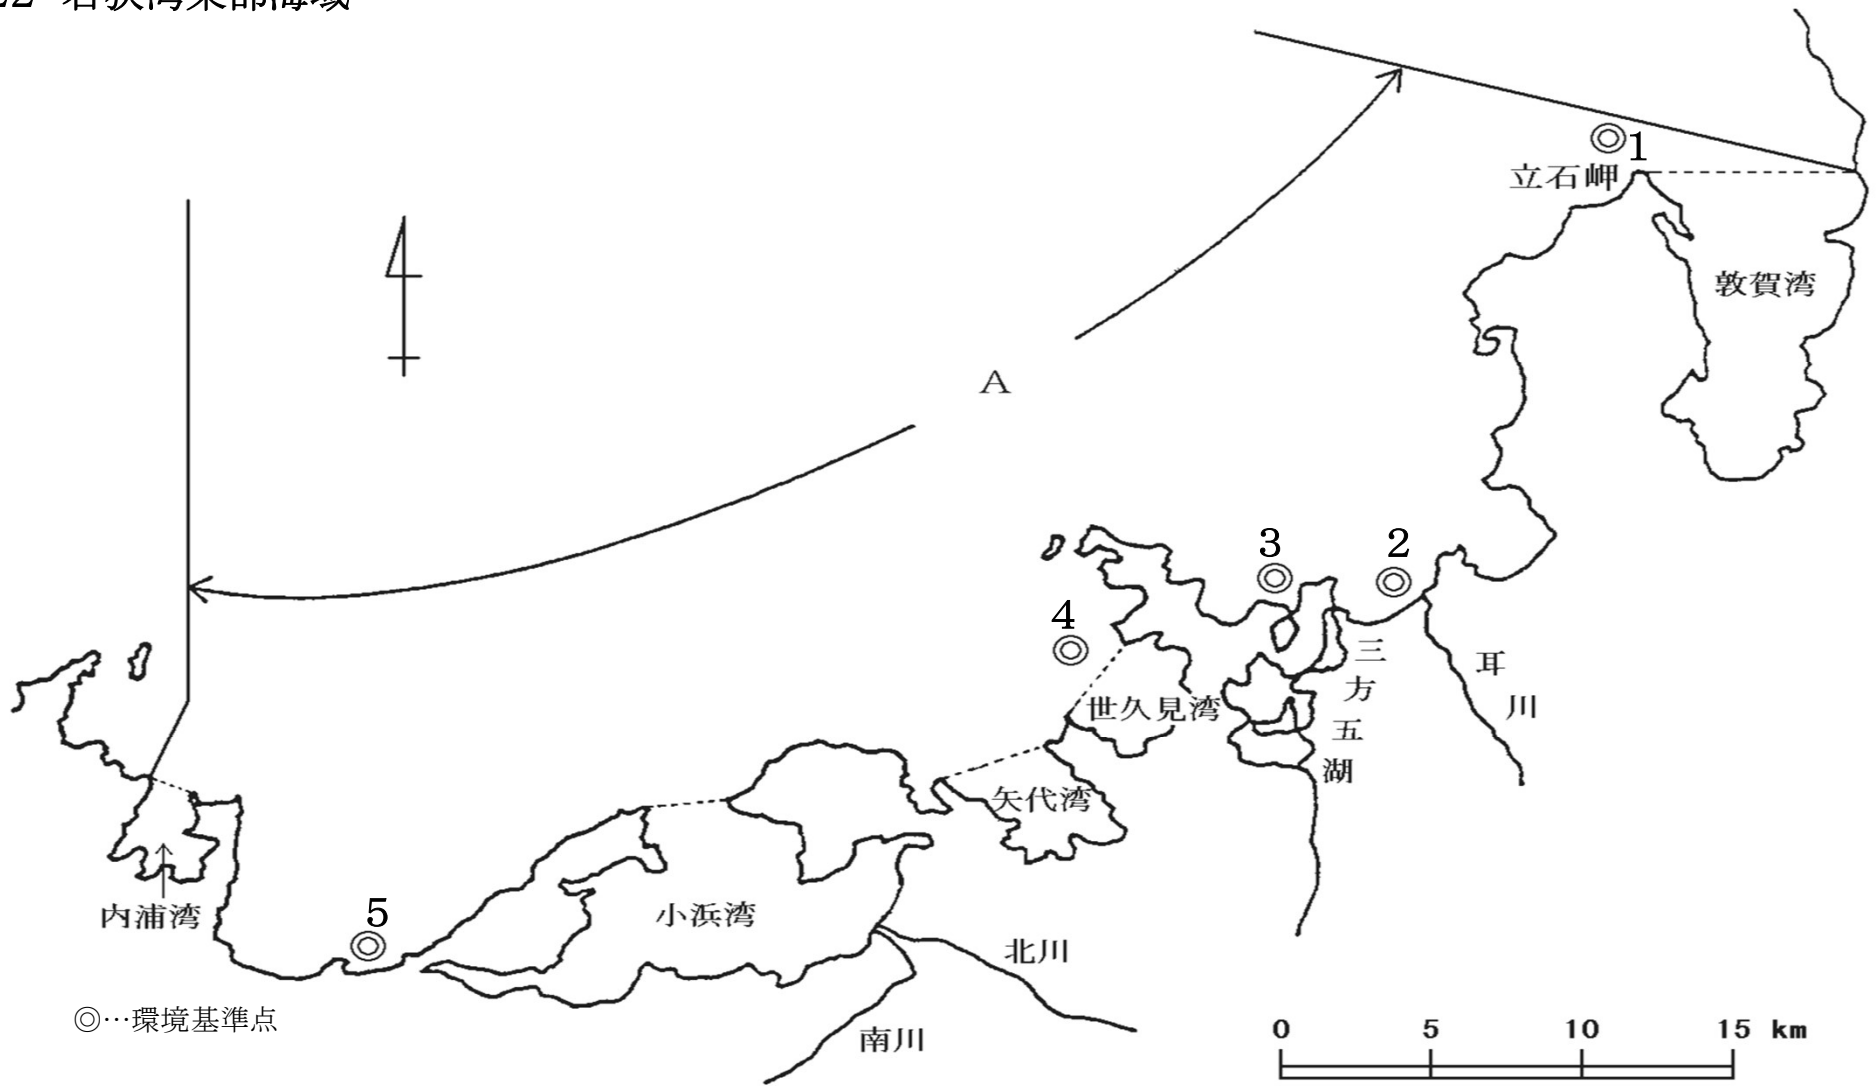 若狭湾東部海域
1
立石岬
敦賀湾
A
3
2
4
三方五湖
耳川
世久見湾
矢代湾
内浦湾
5
小浜湾
北川
南川
◎…環境基準点
0 5 10 15 km